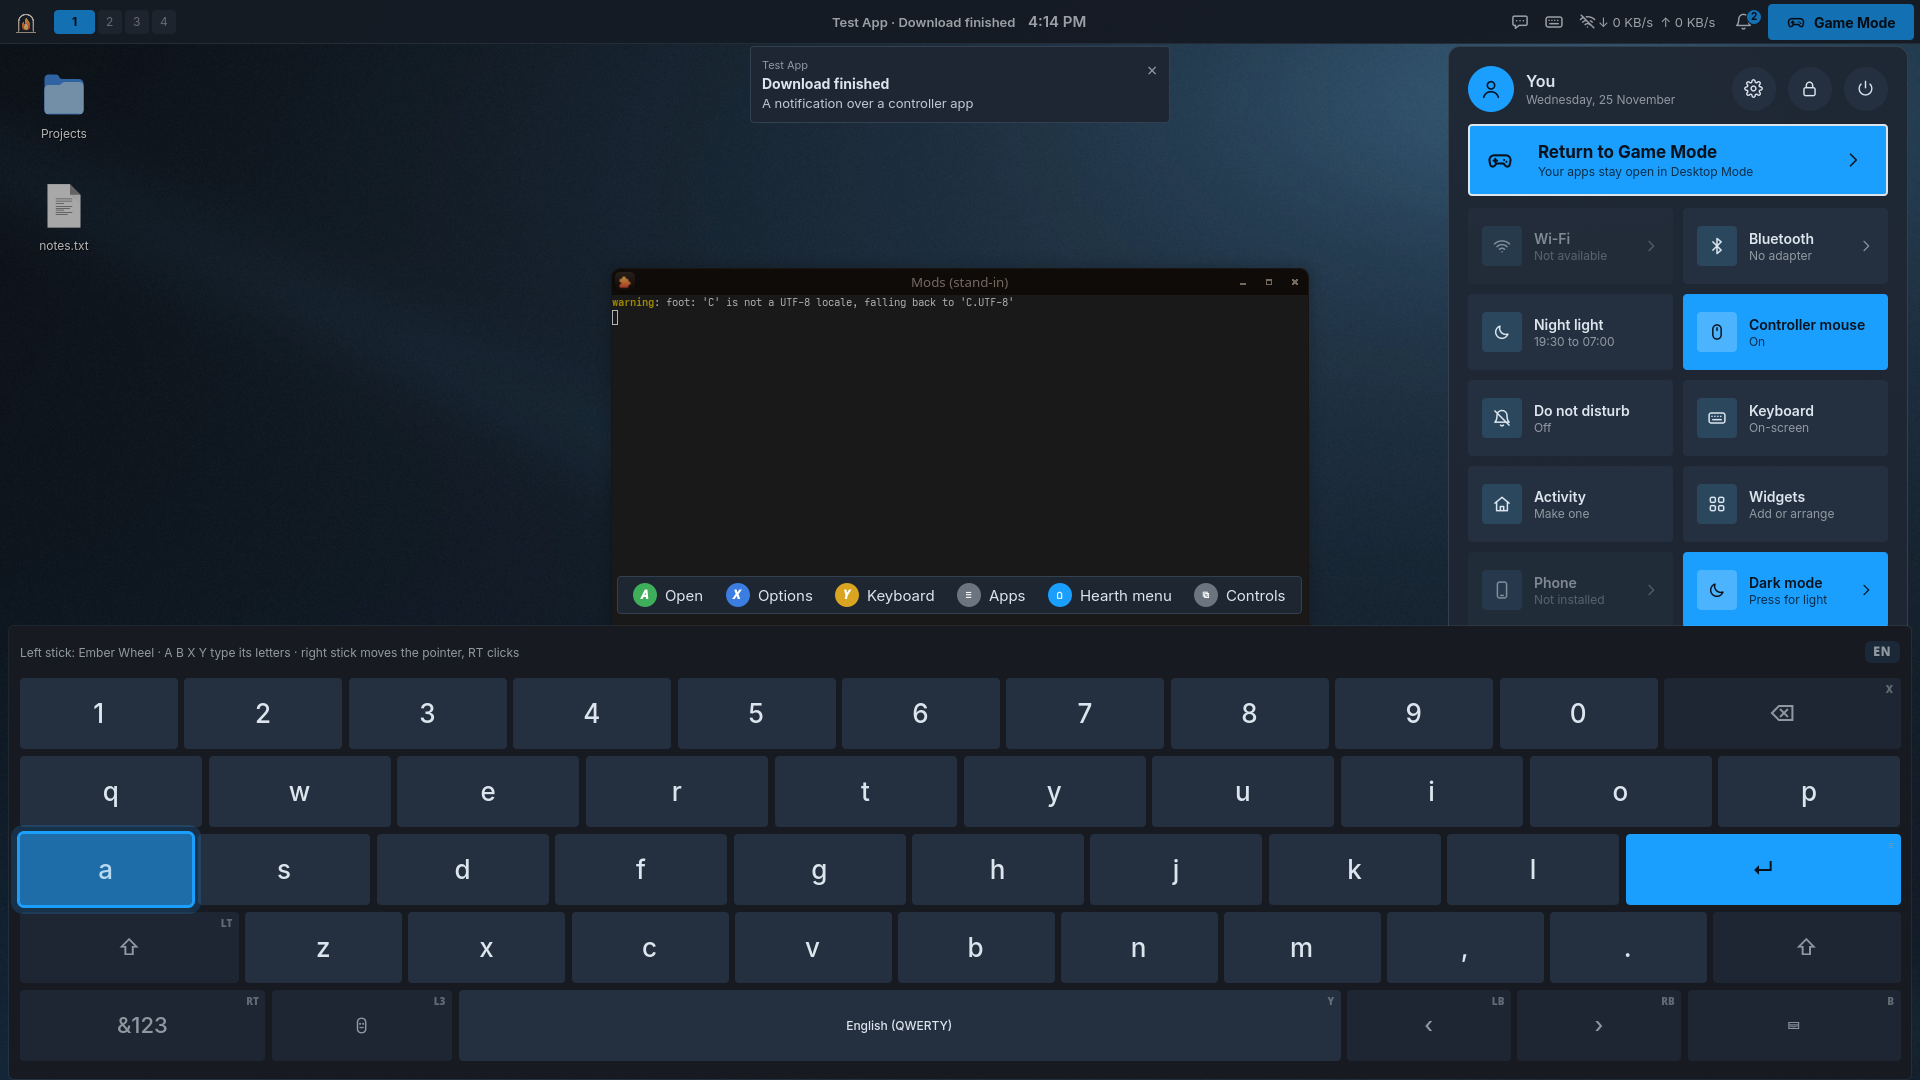 1 2 3 4
Test App · Download finished 4:14 PM
↓ 0 KB/s ↑ 0 KB/s
2
Game Mode
Projects
notes.txt
Test App
Download finished
A notification over a controller app
You
Wednesday, 25 November
Return to Game Mode
Your apps stay open in Desktop Mode
Wi-Fi
Not available
Bluetooth
No adapter
Night light
19:30 to 07:00
Controller mouse
On
Do not disturb
Off
Keyboard
On-screen
Activity
Make one
Widgets
Add or arrange
Phone
Not installed
Dark mode
Press for light
Mods (stand-in)
warning: foot: 'C' is not a UTF-8 locale, falling back to 'C.UTF-8'
A Open X Options Y Keyboard Apps Hearth menu Controls
Left stick: Ember Wheel · A B X Y type its letters · right stick moves the pointer, RT clicks
EN
1 2 3 4 5 6 7 8 9 0 X
q w e r t y u i o p
a s d f g h j k l
LT z x c v b n m , .
&123 RT L3 English (QWERTY) Y ‹ LB › RB B